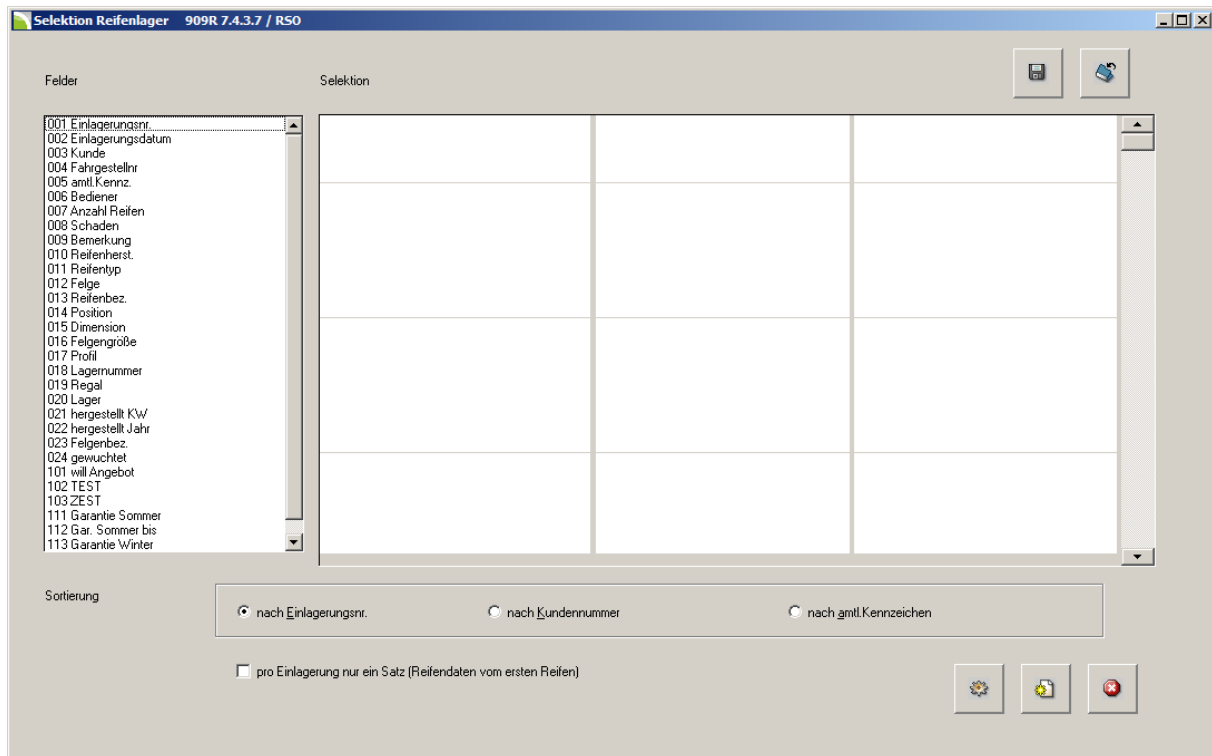 Selektion Reifenlager 909R 7.4.3.7 / RS0
Felder
Selektion
001 Einlagerungsnr.
002 Einlagerungsdatum
003 Kunde
004 Fahrgestellnr
005 amtl.Kennz.
006 Bediener
007 Anzahl Reifen
008 Schaden
009 Bemerkung
010 Reifenherst.
011 Reifentyp
012 Felge
013 Reifenbez.
014 Position
015 Dimension
016 Felgengröße
017 Profil
018 Lagernummer
019 Regal
020 Lager
021 hergestellt KW
022 hergestellt Jahr
023 Felgenbez.
024 gewuchtet
101 will Angebot
102 TEST
103 ZEST
111 Garantie Sommer
112 Gar. Sommer bis
113 Garantie Winter
Sortierung
nach Einlagerungsnr.
nach Kundennummer
nach amtl.Kennzeichen
pro Einlagerung nur ein Satz (Reifendaten vom ersten Reifen)